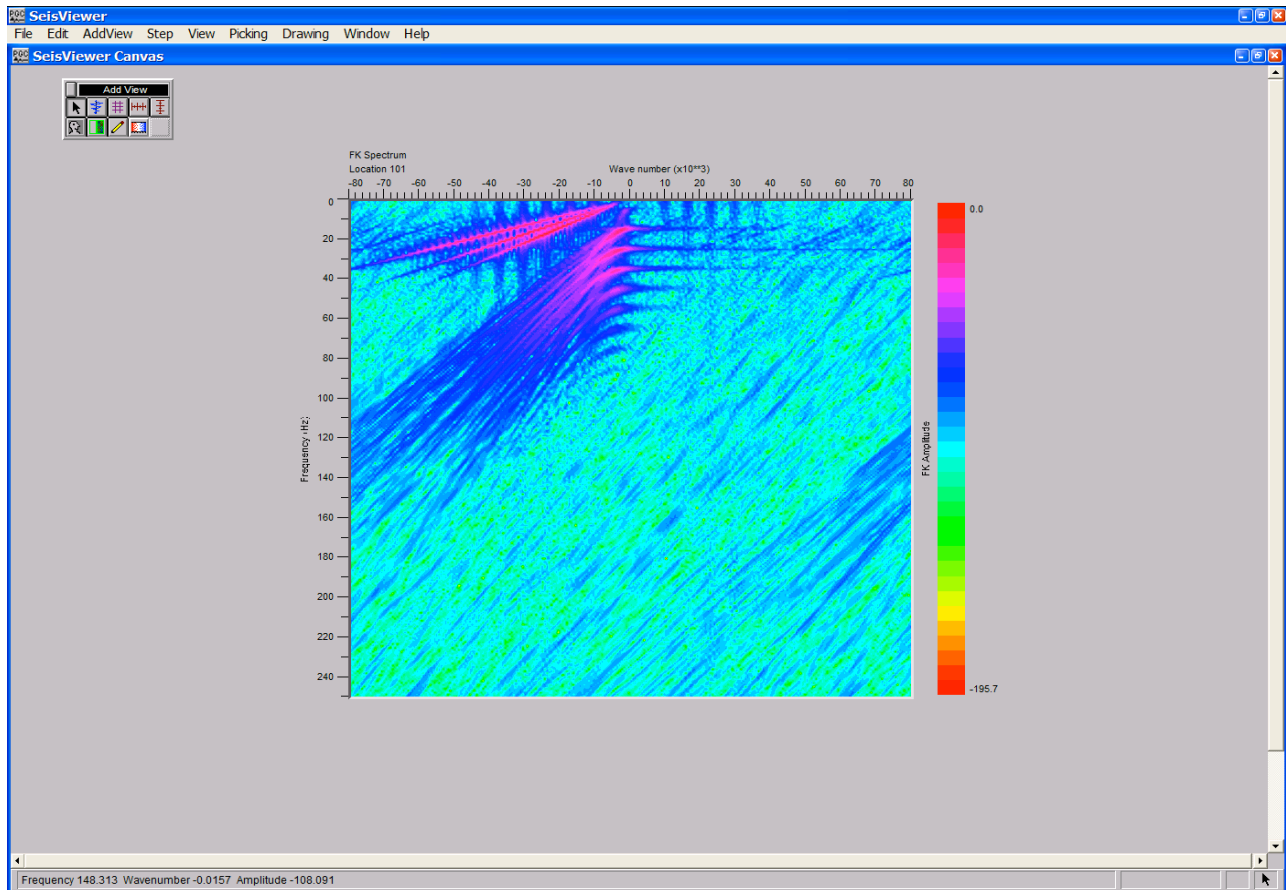 SeisViewer
File Edit AddView Step View Picking Drawing Window Help
SeisViewer Canvas
Add View
FK Spectrum
Location 101
Wave number (x10**3)
-80 -70 -60 -50 -40 -30 -20 -10 0 10 20 30 40 50 60 70 80
0
20
40
60
80
100
120
140
160
180
200
220
240
Frequency (Hz)
0.0
FK Amplitude
-195.7
Frequency 148.313 Wavenumber -0.0157 Amplitude -108.091